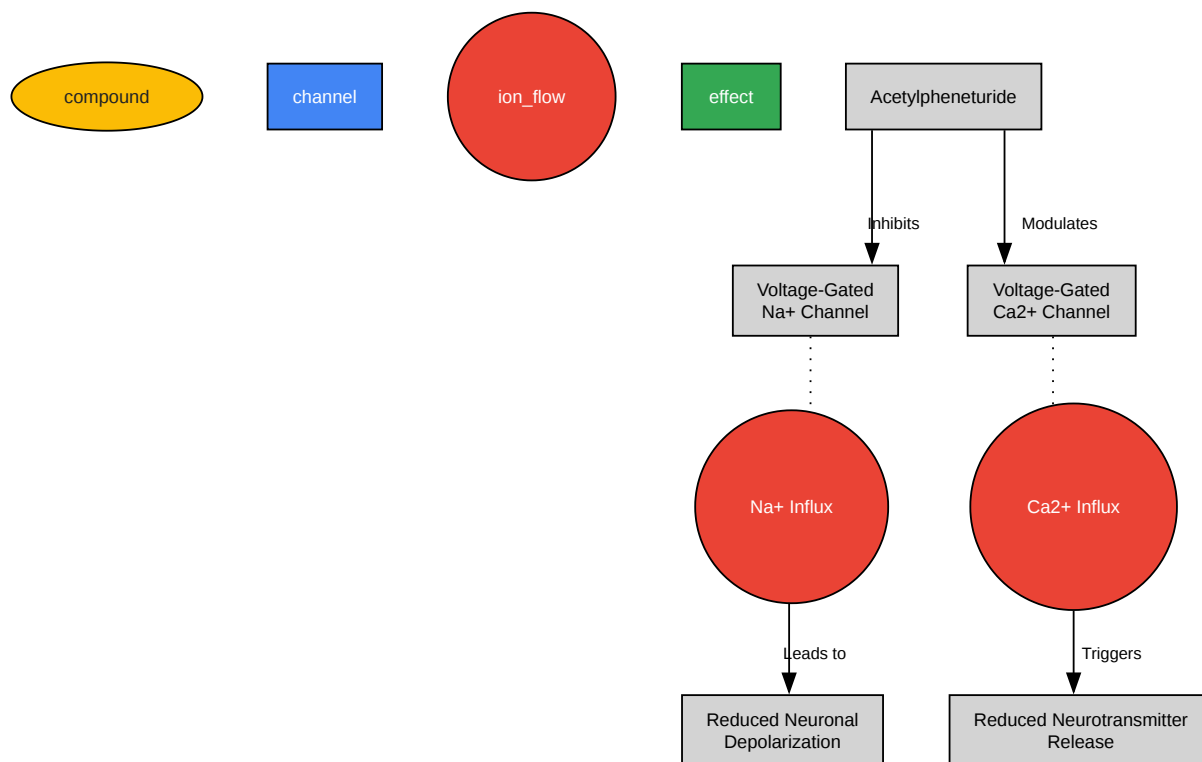 compound
channel
ion_flow
effect
Acetylpheneturide
Inhibits
Modulates
Voltage-Gated
Na+ Channel
Voltage-Gated
Ca2+ Channel
Na+ Influx
Ca2+ Influx
Leads to
Triggers
Reduced Neuronal
Depolarization
Reduced Neurotransmitter
Release